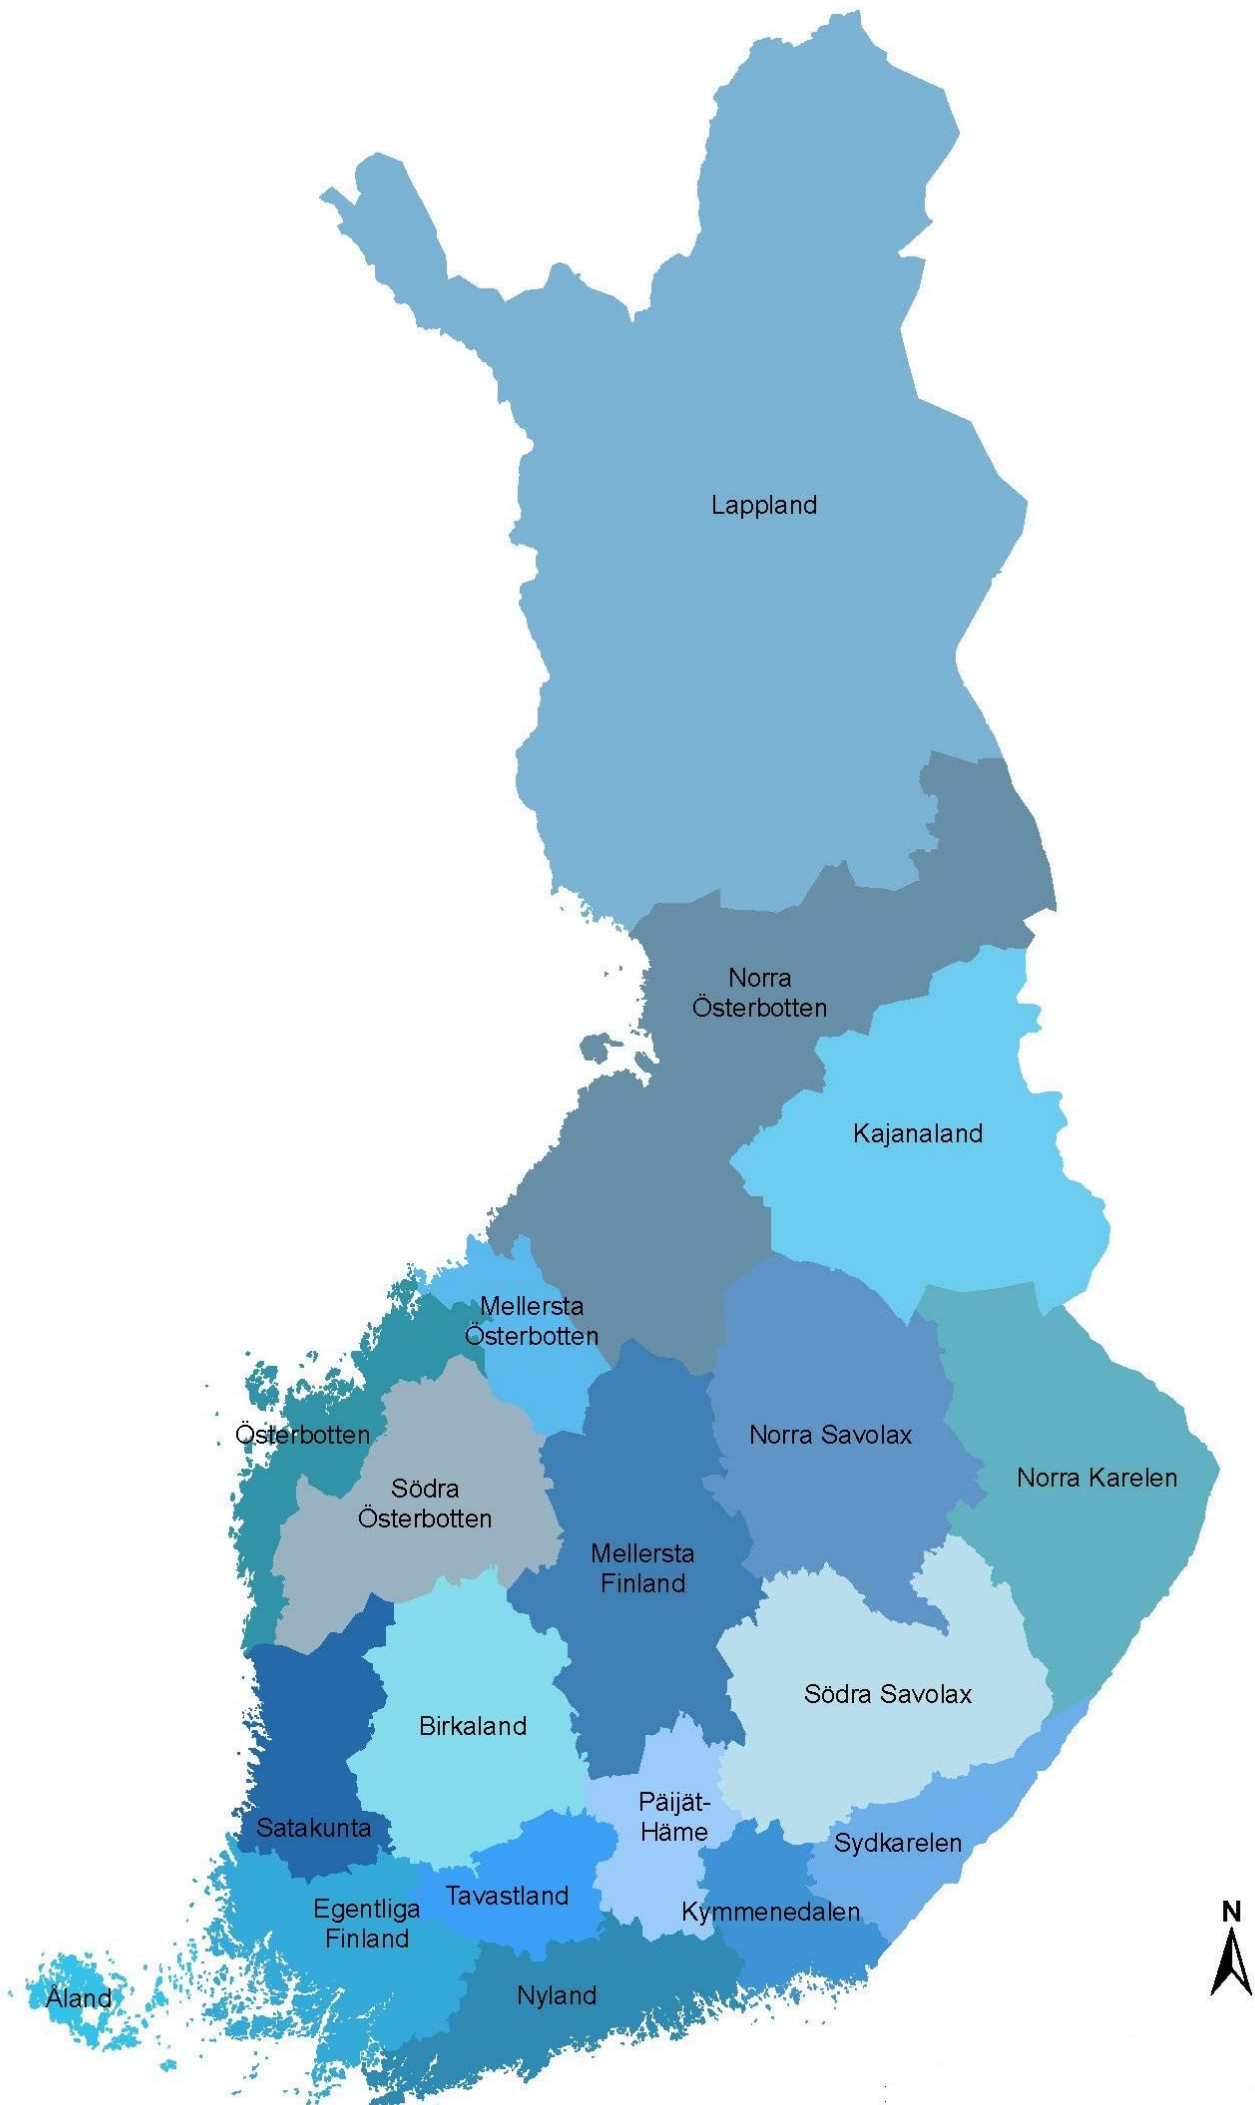 Lappland
Norra
Österbotten
Kajanaland
Mellersta
Österbotten
Österbotten
Södra
Österbotten
Norra Savolax
Norra Karelen
Mellersta
Finland
Södra Savolax
Birkaland
Päijät-
Häme
Satakunta
Sydkarelen
Tavastland
Egentliga
Finland
Kymmenedalen
N
Nyland
Åland